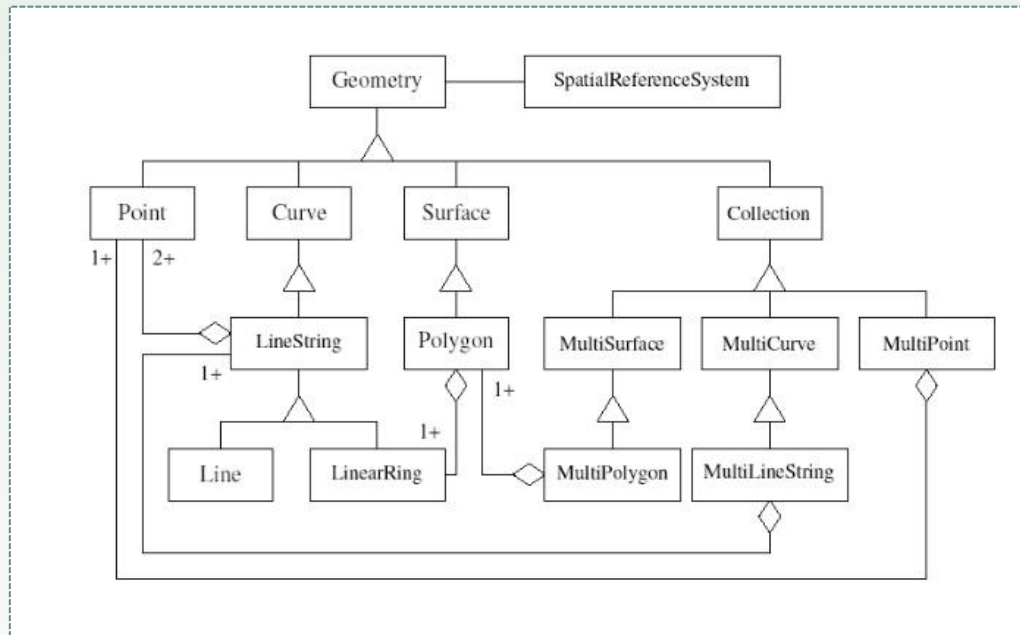 Geometry
SpatialReferenceSystem
Point
Curve
Surface
Collection
1+
2+
LineString
Polygon
MultiSurface
MultiCurve
MultiPoint
1+
1+
1+
Line
LinearRing
MultiPolygon
MultiLineString